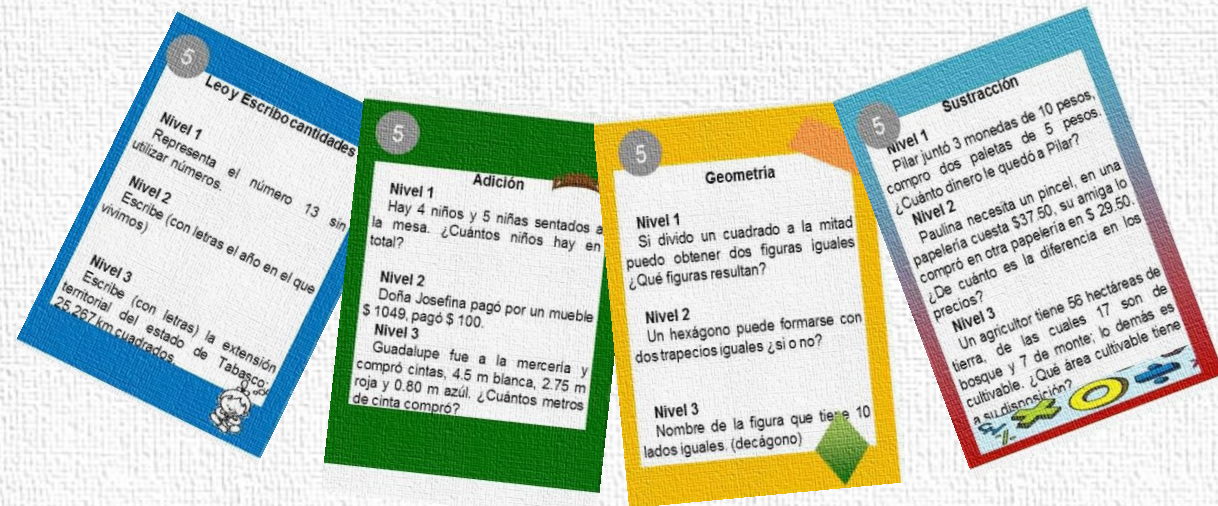 5
Leo y Escribo cantidades
Nivel 1
Representa el número 13 sin
utilizar números.
Nivel 2
Escribe (con letras el año en el que
vivimos)
Nivel 3
Escribe (con letras) la extensión
territorial del estado de Tabasco:
25,267 km cuadrados.
5
Adición
Nivel 1
Hay 4 niños y 5 niñas sentados a
la mesa. ¿Cuántos niños hay en
total?
Nivel 2
Doña Josefina pagó por un mueble
$ 1049, pagó $ 100.
Nivel 3
Guadalupe fue a la mercería y
compró cintas, 4.5 m blanca, 2.75 m
roja y 0.80 m azúl. ¿Cuántos metros
de cinta compró?
5
Geometria
Nivel 1
Si divido un cuadrado a la mitad
puedo obtener dos figuras iguales
¿Qué figuras resultan?
Nivel 2
Un hexágono puede formarse con
dos trapecios iguales ¿si o no?
Nivel 3
Nombre de la figura que tiene 10
lados iguales. (decágono)
5
Sustracción
Nivel 1
Pilar juntó 3 monedas de 10 pesos,
compro dos paletas de 5 pesos.
¿Cuánto dinero le quedó a Pilar?
Nivel 2
Paulina necesita un pincel, en una
papelería cuesta $37.50, su amiga lo
compró en otra papelería en $ 29.50.
¿De cuánto es la diferencia en los
precios?
Nivel 3
Un agricultor tiene 56 hectáreas de
tierra, de las cuales 17 son de
bosque y 7 de monte; lo demás es
cultivable. ¿Qué área cultivable tiene
a su disposición?